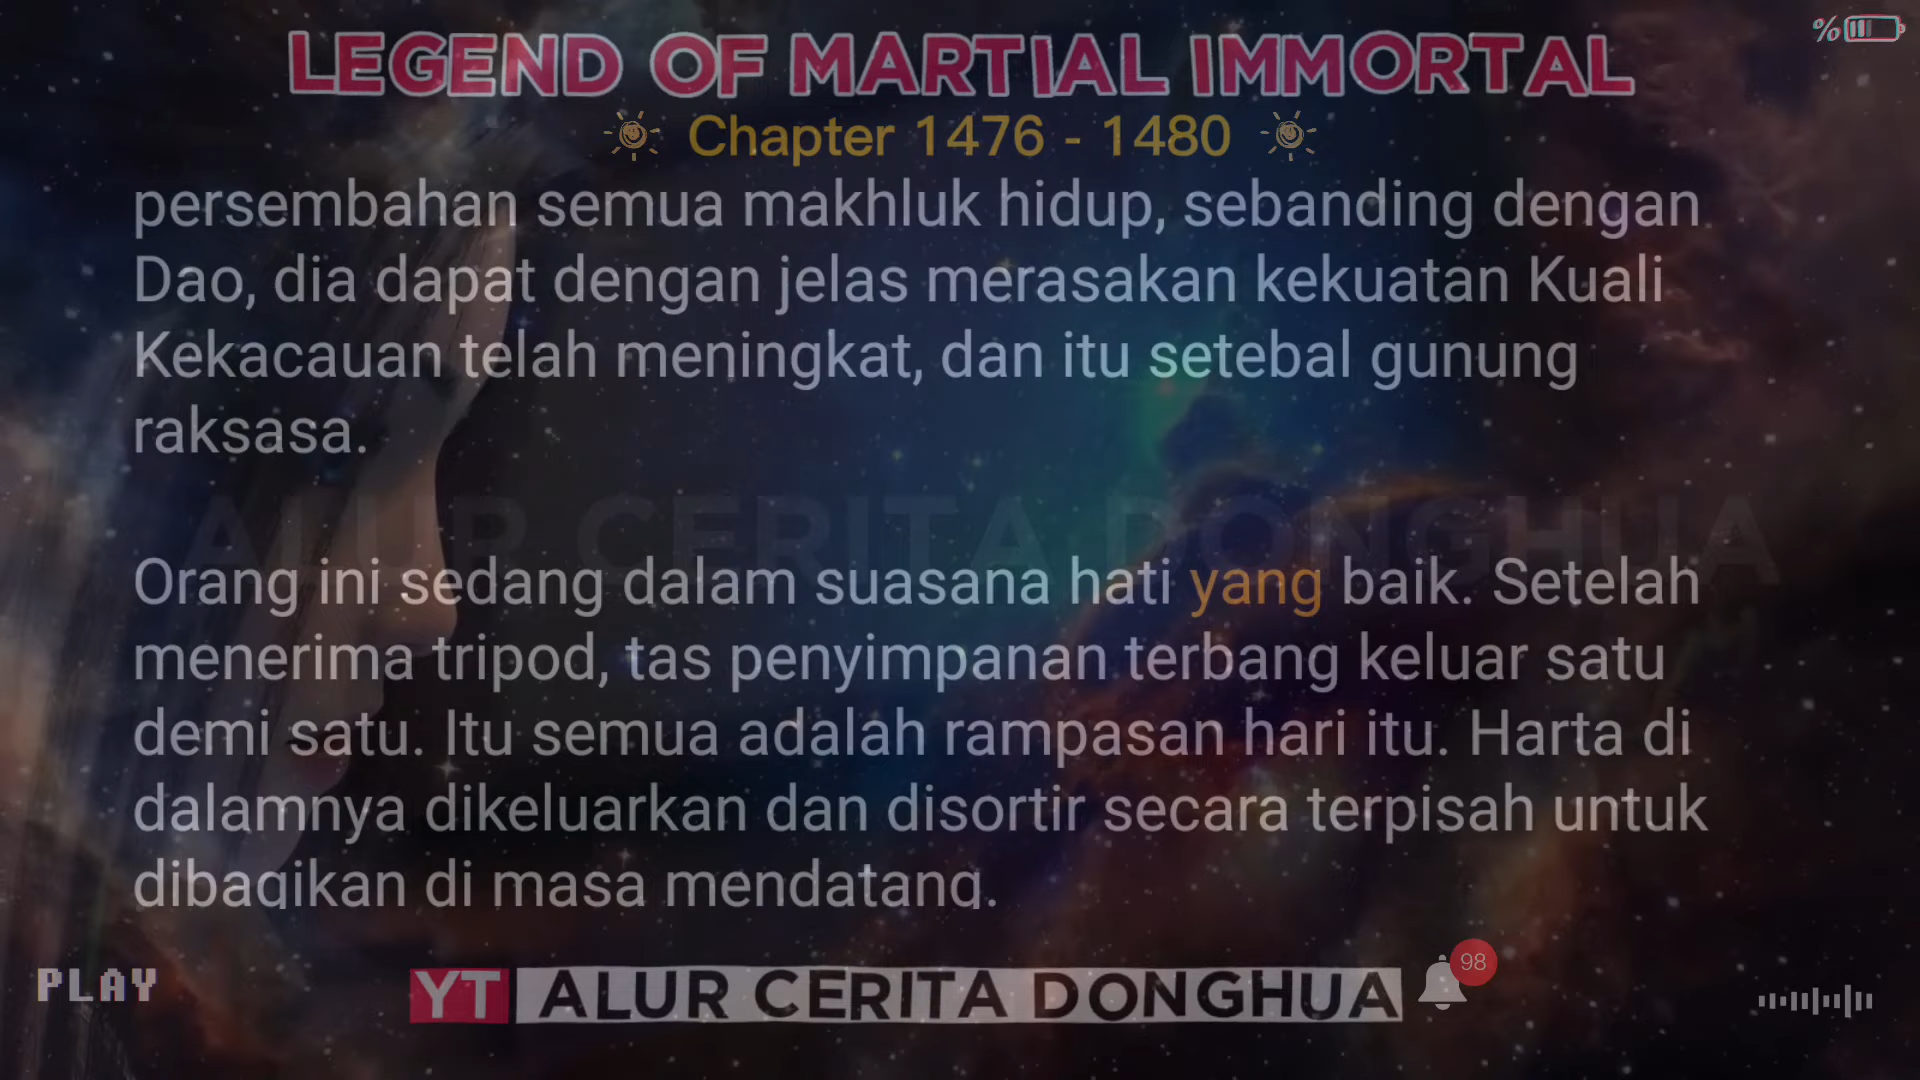 LEGEND OF MARTIAL IMMORTAL
%
Chapter 1476 - 1480
persembahan semua makhluk hidup, sebanding dengan
Dao, dia dapat dengan jelas merasakan kekuatan Kuali
Kekacauan telah meningkat, dan itu setebal gunung
raksasa.
ALUR CERITA DONGHUA
Orang ini sedang dalam suasana hati yang baik. Setelah
menerima tripod, tas penyimpanan terbang keluar satu
demi satu. Itu semua adalah rampasan hari itu. Harta di
dalamnya dikeluarkan dan disortir secara terpisah untuk
dibagikan di masa mendatang.
PLAY
YT ALUR CERITA DONGHUA
98